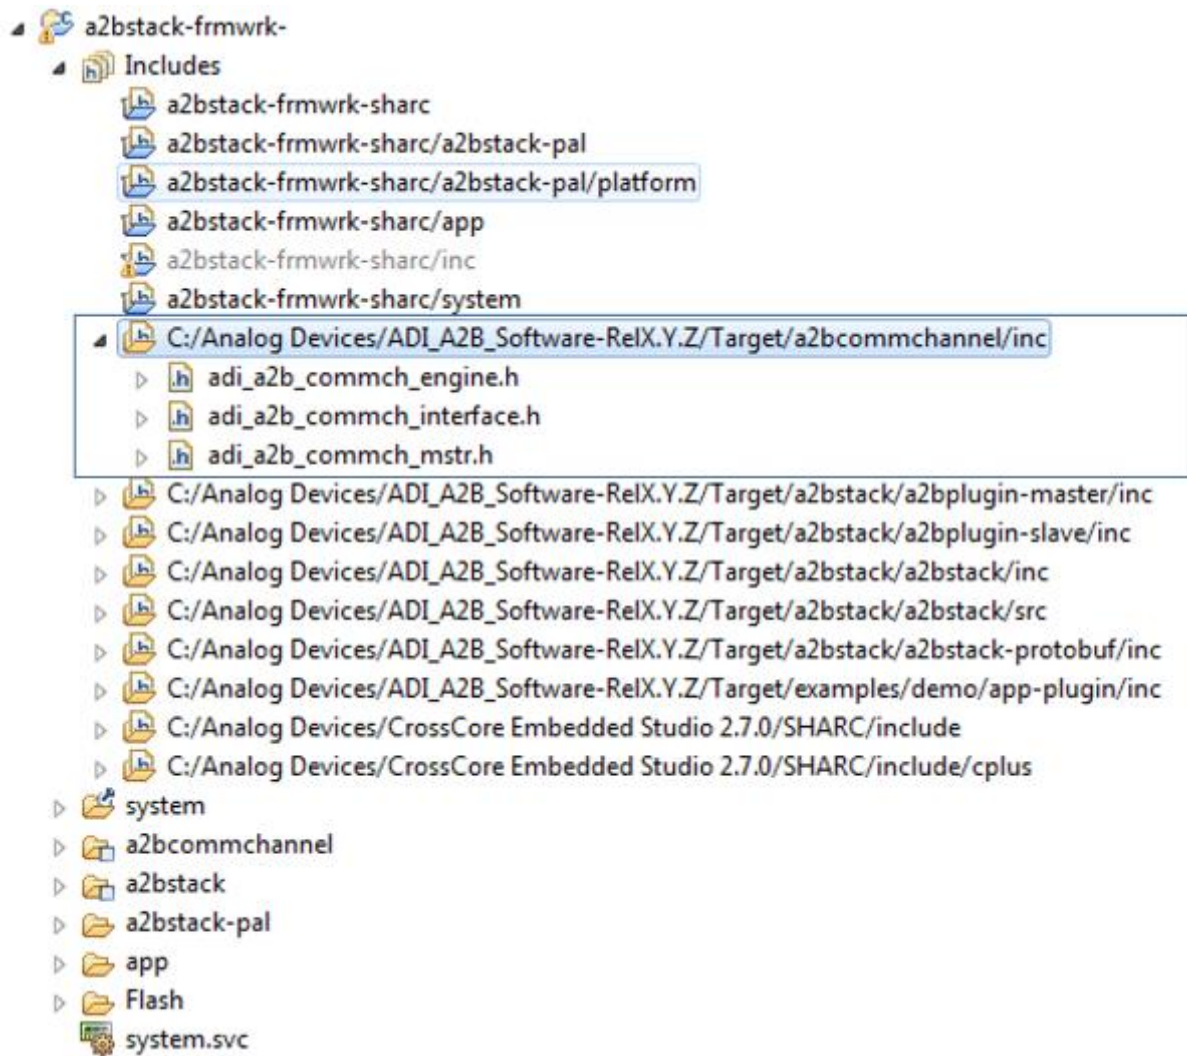 a2bstack-frmwrk-
Includes
a2bstack-frmwrk-sharc
a2bstack-frmwrk-sharc/a2bstack-pal
a2bstack-frmwrk-sharc/a2bstack-pal/platform
a2bstack-frmwrk-sharc/app
a2bstack-frmwrk-sharc/inc
a2bstack-frmwrk-sharc/system
C:/Analog Devices/ADI_A2B_Software-RelX.Y.Z/Target/a2bcommchannel/inc
adi_a2b_commch_engine.h
adi_a2b_commch_interface.h
adi_a2b_commch_mstr.h
C:/Analog Devices/ADI_A2B_Software-RelX.Y.Z/Target/a2bstack/a2bplugin-master/inc
C:/Analog Devices/ADI_A2B_Software-RelX.Y.Z/Target/a2bstack/a2bplugin-slave/inc
C:/Analog Devices/ADI_A2B_Software-RelX.Y.Z/Target/a2bstack/a2bstack/inc
C:/Analog Devices/ADI_A2B_Software-RelX.Y.Z/Target/a2bstack/a2bstack/src
C:/Analog Devices/ADI_A2B_Software-RelX.Y.Z/Target/a2bstack/a2bstack-protobuf/inc
C:/Analog Devices/ADI_A2B_Software-RelX.Y.Z/Target/examples/demo/app-plugin/inc
C:/Analog Devices/CrossCore Embedded Studio 2.7.0/SHARC/include
C:/Analog Devices/CrossCore Embedded Studio 2.7.0/SHARC/include/cplus
system
a2bcommchannel
a2bstack
a2bstack-pal
app
Flash
system.svc